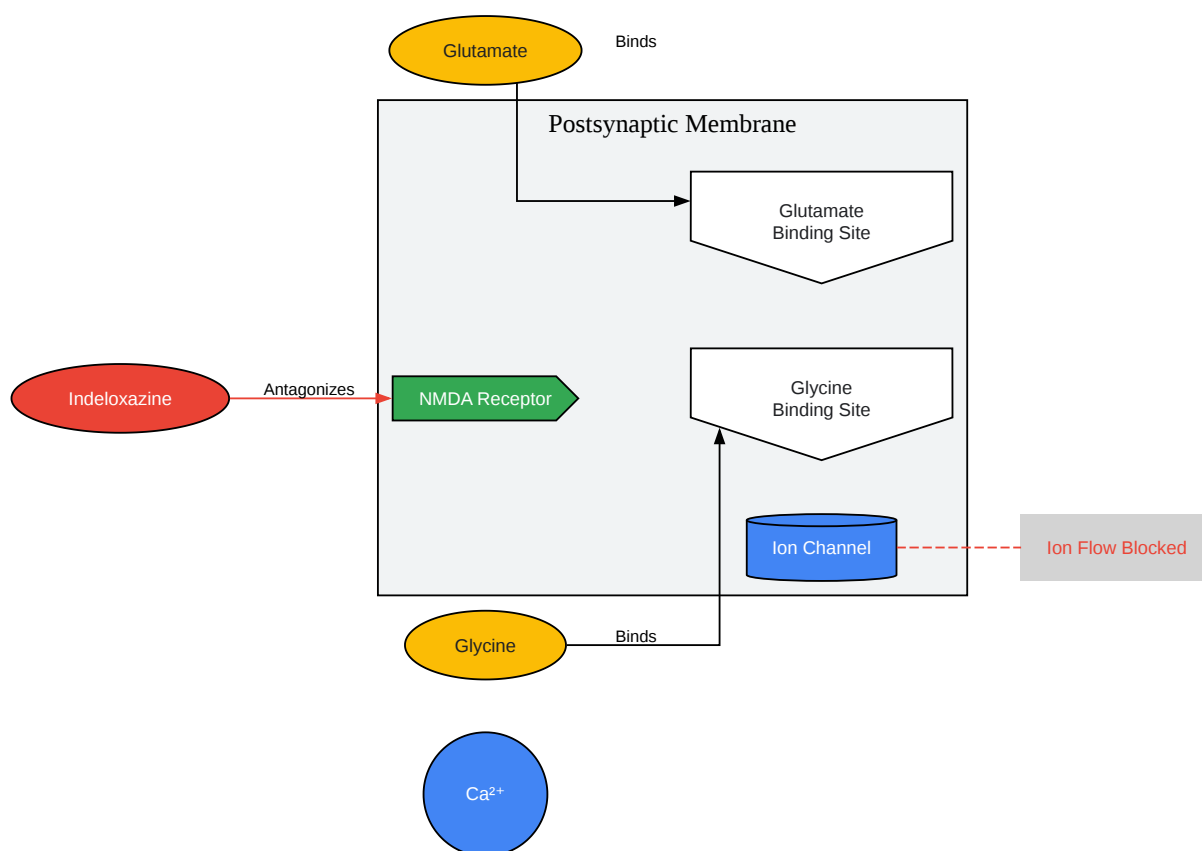 Glutamate
Binds
Postsynaptic Membrane
Glutamate
Binding Site
Indeloxazine
Antagonizes
NMDA Receptor
Glycine
Binding Site
Ion Channel
Ion Flow Blocked
Glycine
Binds
Ca²⁺